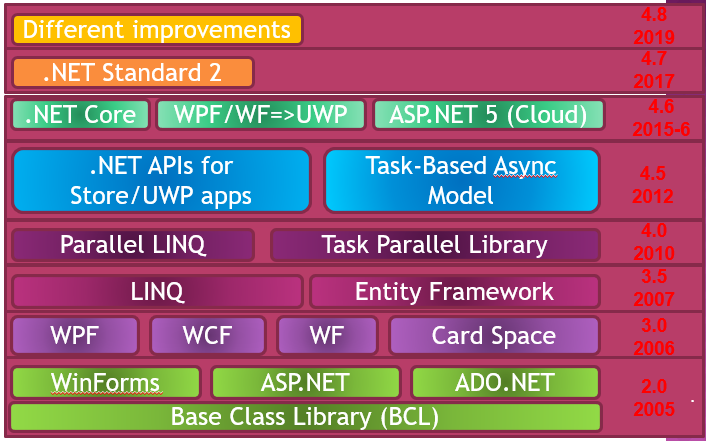 Different improvements
4.8
2019
.NET Standard 2
4.7
2017
.NET Core
WPF/WF=>UWP
ASP.NET 5 (Cloud)
4.6
2015-6
.NET APIs for
Store/UWP apps
Task-Based Async
Model
4.5
2012
Parallel LINQ
Task Parallel Library
4.0
2010
LINQ
Entity Framework
3.5
2007
WPF
WCF
WF
Card Space
3.0
2006
WinForms
ASP.NET
ADO.NET
2.0
2005
Base Class Library (BCL)